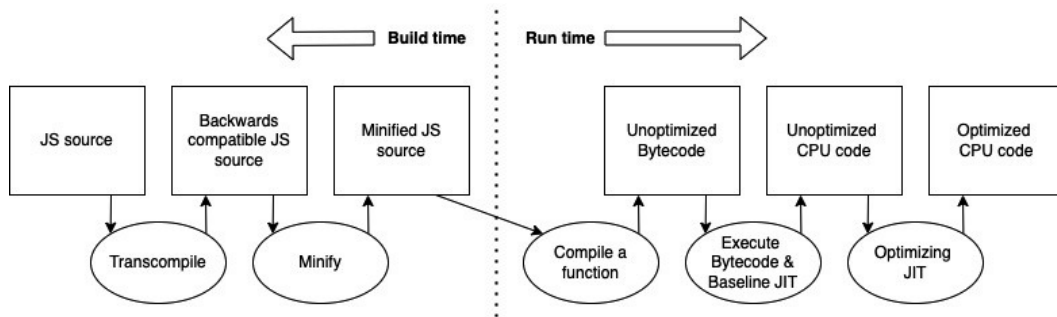 Build time
Run time
JS source
Backwards
compatible JS
source
Minified JS
source
Unoptimized
Bytecode
Unoptimized
CPU code
Optimized
CPU code
Transcompile
Minify
Compile a
function
Execute
Bytecode &
Baseline JIT
Optimizing
JIT